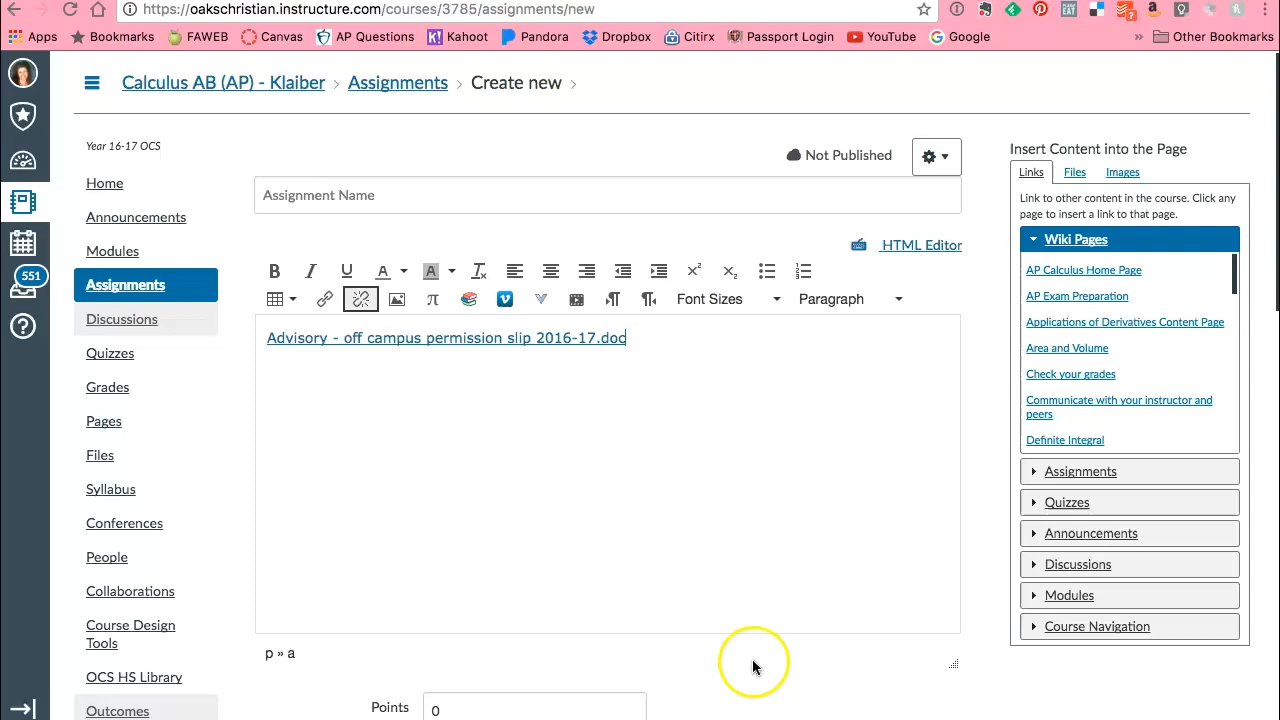 https://oakschristian.instructure.com/courses/3785/assignments/new
Apps Bookmarks FAWEB Canvas AP Questions Kahoot Pandora Dropbox Citirx Passport Login YouTube Google » Other Bookmarks
Calculus AB (AP) - Klaiber > Assignments > Create new >
Year 16-17 OCS
Home
Announcements
Modules
Assignments
Discussions
Quizzes
Grades
Pages
Files
Syllabus
Conferences
People
Collaborations
Course Design
Tools
OCS HS Library
Outcomes
551
Not Published
Assignment Name
HTML Editor
Font Sizes Paragraph
Advisory - off campus permission slip 2016-17.doc
p » a
Points 0
Insert Content into the Page
Links Files Images
Link to other content in the course. Click any
page to insert a link to that page.
Wiki Pages
AP Calculus Home Page
AP Exam Preparation
Applications of Derivatives Content Page
Area and Volume
Check your grades
Communicate with your instructor and
peers
Definite Integral
Assignments
Quizzes
Announcements
Discussions
Modules
Course Navigation